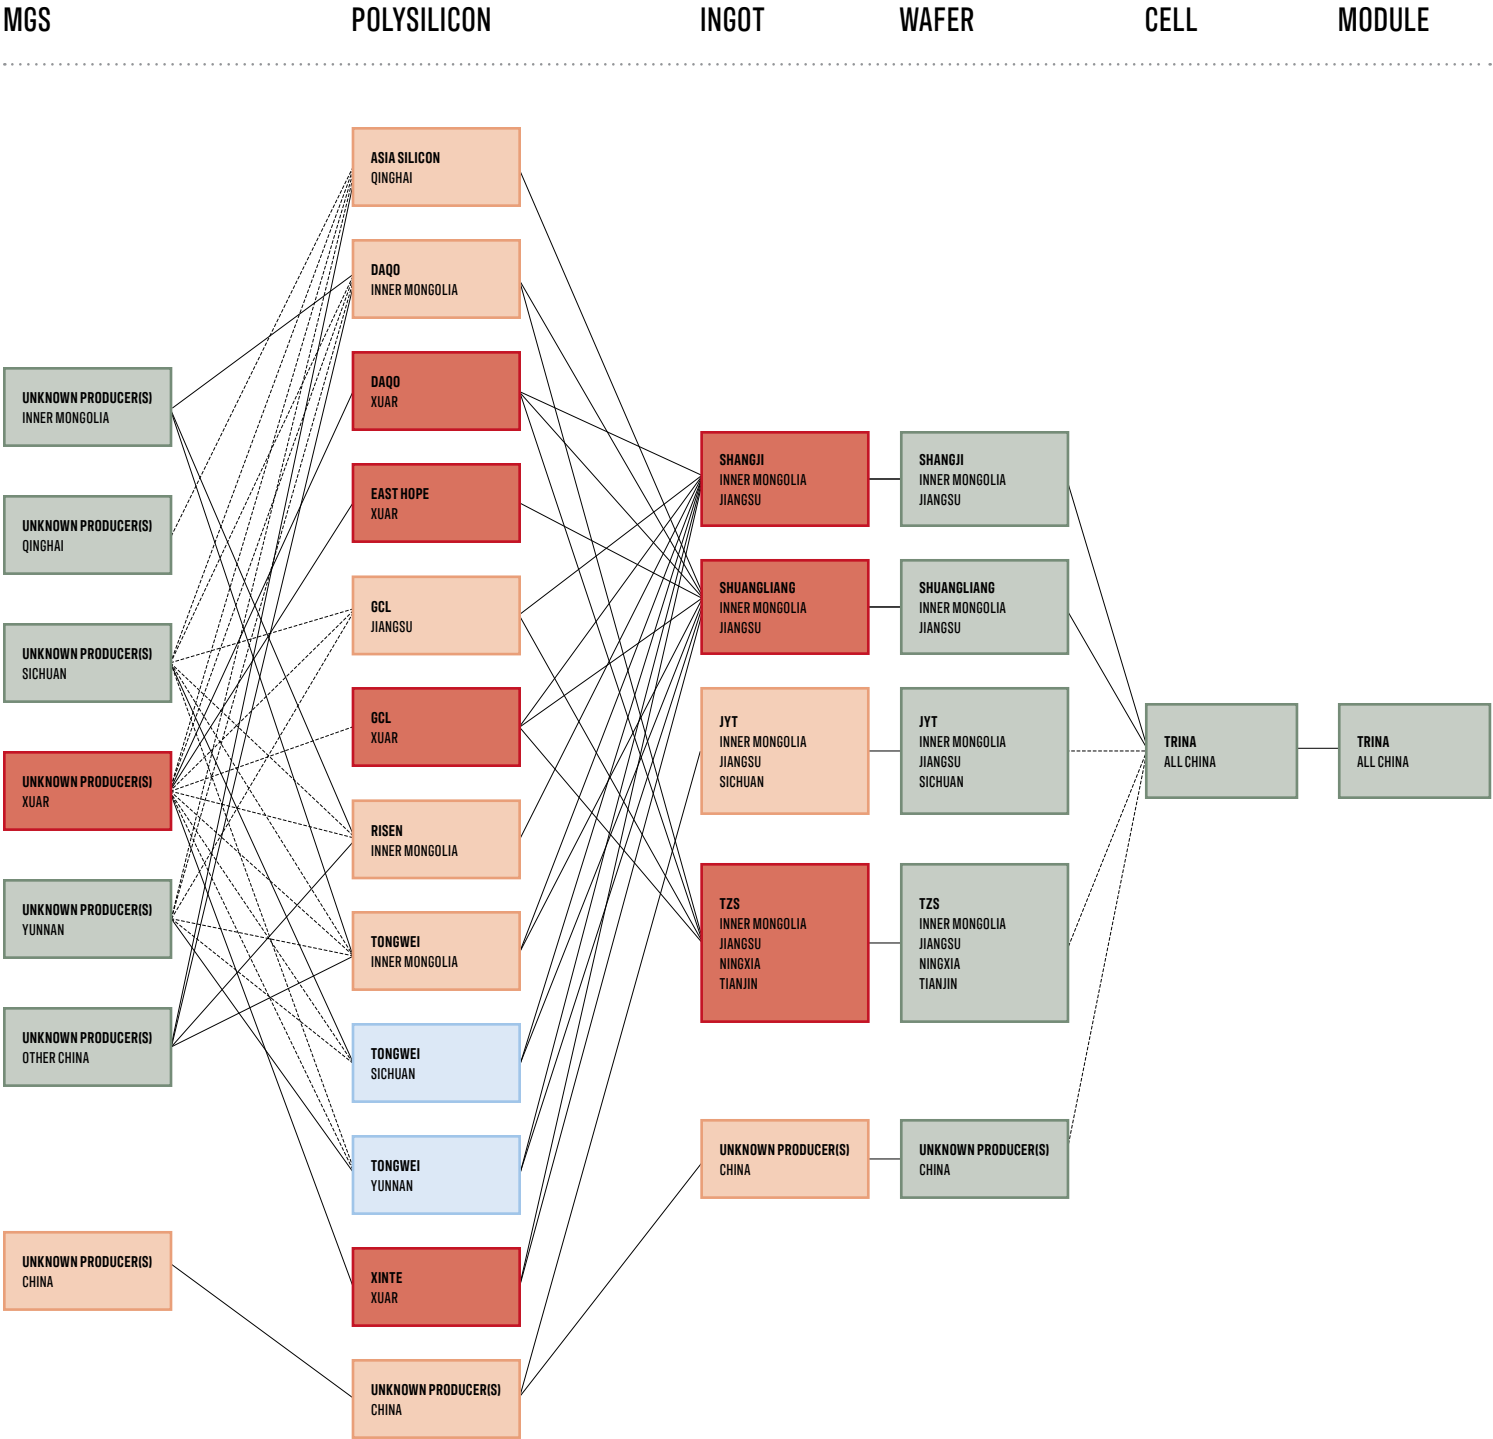 MGS
POLYSILICON
INGOT
WAFER
CELL
MODULE
UNKNOWN PRODUCER(S)
INNER MONGOLIA
UNKNOWN PRODUCER(S)
QINGHAI
UNKNOWN PRODUCER(S)
SICHUAN
UNKNOWN PRODUCER(S)
XUAR
UNKNOWN PRODUCER(S)
YUNNAN
UNKNOWN PRODUCER(S)
OTHER CHINA
UNKNOWN PRODUCER(S)
CHINA
ASIA SILICON
QINGHAI
DAQO
INNER MONGOLIA
DAQO
XUAR
EAST HOPE
XUAR
GCL
JIANGSU
GCL
XUAR
RISEN
INNER MONGOLIA
TONGWEI
INNER MONGOLIA
TONGWEI
SICHUAN
TONGWEI
YUNNAN
XINTE
XUAR
UNKNOWN PRODUCER(S)
CHINA
SHANGJI
INNER MONGOLIA
JIANGSU
SHUANGLIANG
INNER MONGOLIA
JIANGSU
JYT
INNER MONGOLIA
JIANGSU
SICHUAN
TZS
INNER MONGOLIA
JIANGSU
NINGXIA
TIANJIN
UNKNOWN PRODUCER(S)
CHINA
SHANGJI
INNER MONGOLIA
JIANGSU
SHUANGLIANG
INNER MONGOLIA
JIANGSU
JYT
INNER MONGOLIA
JIANGSU
SICHUAN
TZS
INNER MONGOLIA
JIANGSU
NINGXIA
TIANJIN
UNKNOWN PRODUCER(S)
CHINA
TRINA
ALL CHINA
TRINA
ALL CHINA